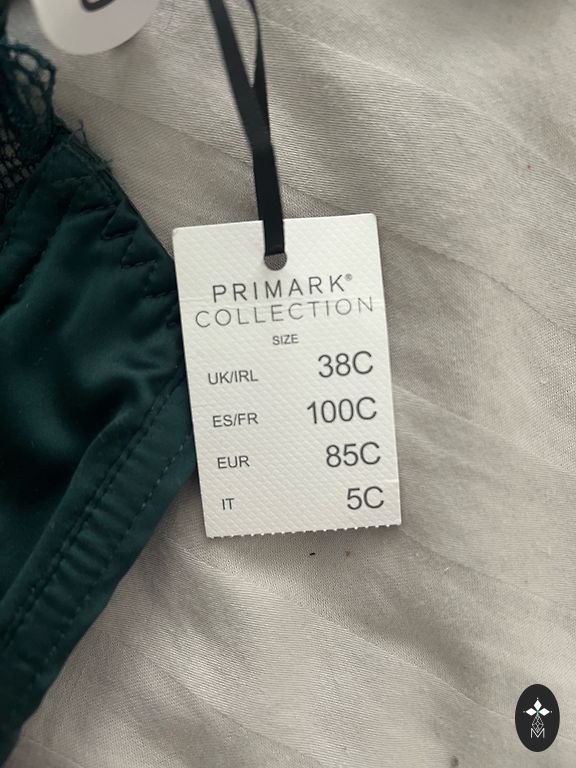 PRIMARK®
COLLECTION
SIZE
UK/IRL 38C
ES/FR 100C
EUR 85C
IT 5C